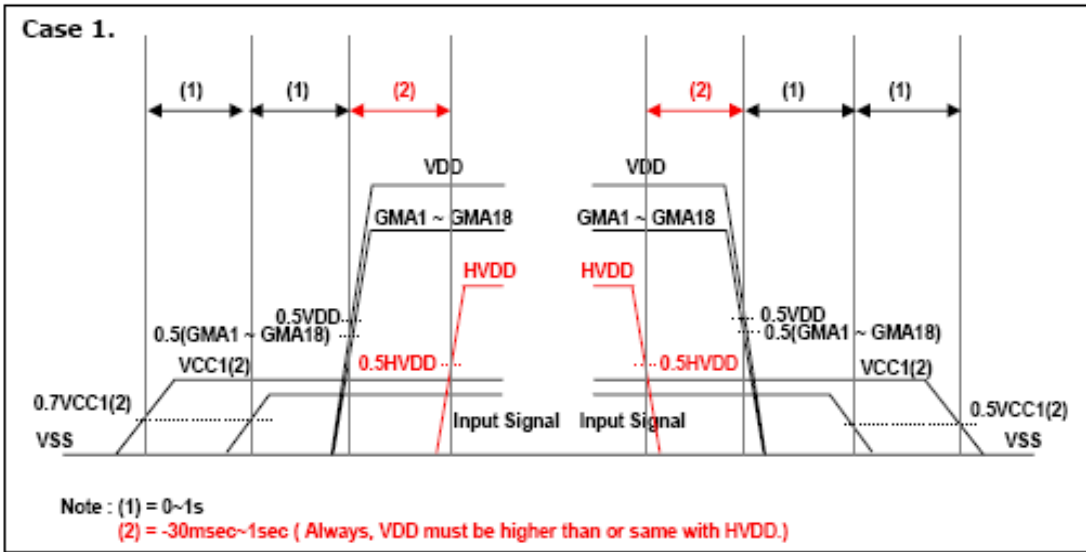 Case 1.
(1) (1) (2) (2) (1) (1)
VDD VDD
GMA1 ~ GMA18 GMA1 ~ GMA18
HVDD HVDD
0.5VDD 0.5VDD
0.5(GMA1 ~ GMA18) 0.5(GMA1 ~ GMA18)
VCC1(2) 0.5HVDD 0.5HVDD VCC1(2)
0.7VCC1(2) Input Signal Input Signal 0.5VCC1(2)
VSS VSS
Note : (1) = 0~1s
(2) = -30msec~1sec ( Always, VDD must be higher than or same with HVDD.)